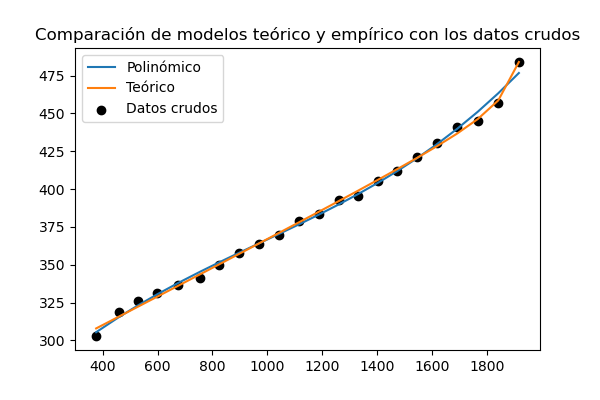 Comparación de modelos teórico y empírico con los datos crudos
Polinómico
Teórico
Datos crudos
475
450
425
400
375
350
325
300
400 600 800 1000 1200 1400 1600 1800